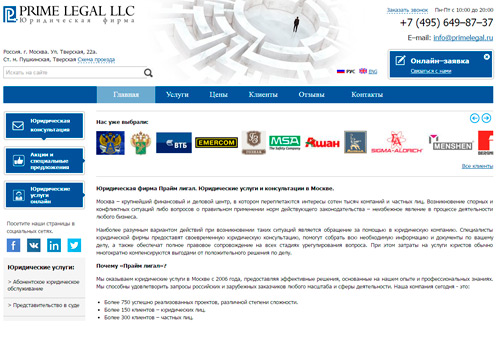 PRIME LEGAL LLC
Юридическая фирма
Заказать звонок Пн-Пт с 10:00 до 20:00
+7 (495) 649-87-37
E-mail: info@primelegal.ru
Россия. г. Москва. Ул. Тверская, 22а.
Ст. м. Пушкинская, Тверская Схема проезда
Искать на сайте
РУС ENG
Онлайн-заявка
Связаться с нами
Главная Услуги Цены Клиенты Отзывы Контакты
Юридическая консультация
Акции и специальные предложения
Юридические услуги онлайн
Посетите наши страницы в социальных сетях.
Юридические услуги:
> Абонентское юридическое обслуживание
> Представительство в суде
Нас уже выбрали:
ВТБ
EMERCOM
MSA
The Safety Company
Ашан
SIGMA-ALDRICH
MENSHEN
Юридическая фирма Прайм лигал. Юридические услуги и консультации в Москве.
Москва – крупнейший финансовый и деловой центр, в котором переплетаются интересы сотен тысяч компаний и частных лиц. Возникновение спорных и
конфликтных ситуаций либо вопросов о правильном применении норм действующего законодательства – неизбежное явление в процессе деятельности
любого бизнеса.
Наиболее разумным вариантом действий при возникновении таких ситуаций является обращение за помощью в юридическую компанию. Специалисты
юридической фирмы предоставят своевременную юридическую консультацию, помогут собрать всю необходимую информацию и документы по вашему
делу, а также обеспечат полное правовое сопровождение на всех стадиях урегулирования вопроса. При этом затраты на услуги юристов обычно
многократно компенсируются выгодами от положительного решения по делу.
Почему «Прайм лигал»?
Мы оказываем юридические услуги в Москве с 2006 года, предоставляя эффективные решения, основанные на нашем опыте и профессиональных знаниях.
Мы способны удовлетворить запросы российских и зарубежных заказчиков любого масштаба и сферы деятельности. Наша компания сегодня - это:
Более 750 успешно реализованных проектов, различной степени сложности.
Более 150 клиентов – юридических лиц.
Более 300 клиентов – частных лиц.